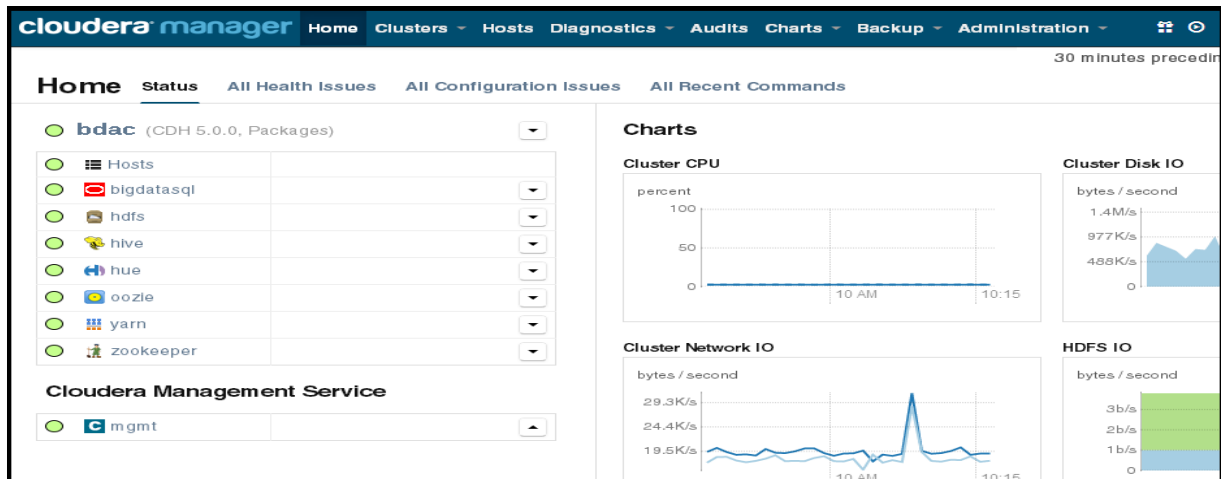 cloudera manager Home Clusters Hosts Diagnostics Audits Charts Backup Administration
30 minutes
Home Status All Health Issues All Configuration Issues All Recent Commands
bdac (CDH 5.0.0, Packages)
Hosts
bigdatasql
hdfs
hive
hue
oozie
yarn
zookeeper
Cloudera Management Service
C mgmt
Charts
Cluster CPU
percent
100
50
0
10 AM 10:15
Cluster Disk IO
bytes / second
1.4M/s
977K/s
488K/s
0
Cluster Network IO
bytes / second
29.3K/s
24.4K/s
19.5K/s
10 AM 10:15
HDFS IO
bytes / second
3b/s
2b/s
1b/s
0